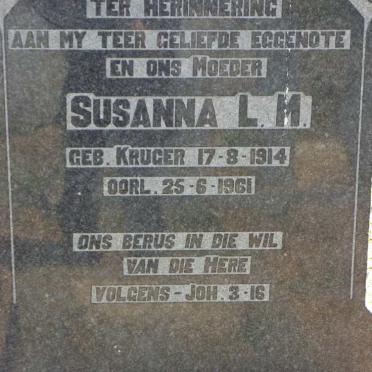 TER HERINNERING
AAN MY TEER GELIEFDE EGGENOTE
EN ONS MOEDER
SUSANNA L. M.
GEB. KRUGER 17-8-1914
OORL. 25-6-1961
ONS BERUS IN DIE WIL
VAN DIE HERE
VOLGENS-JOH. 3-16